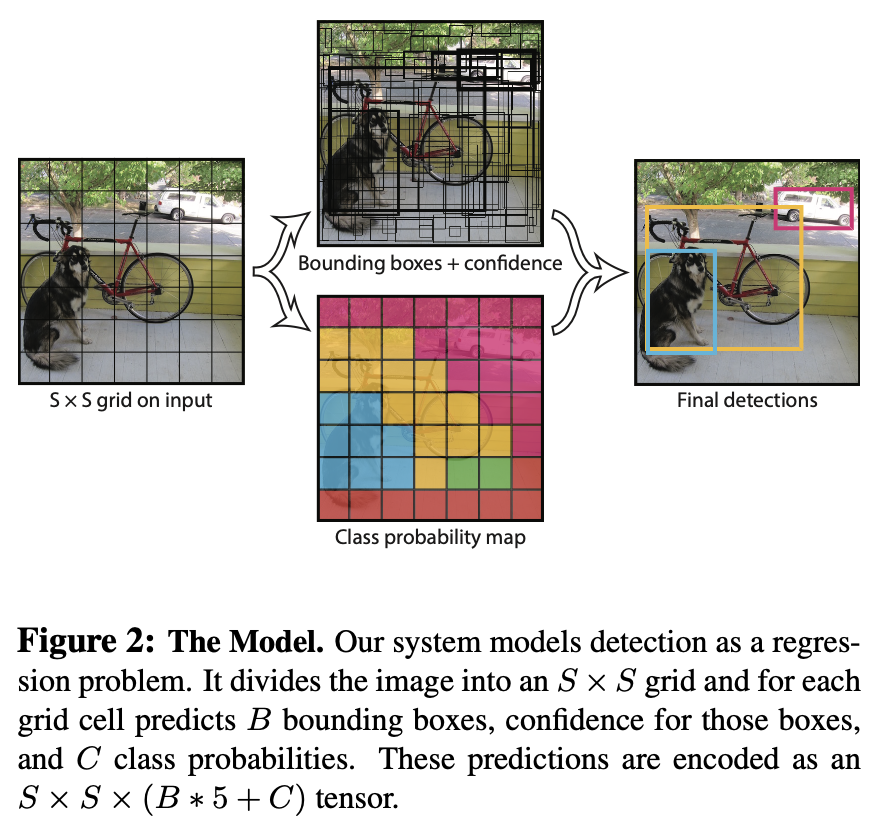 Bounding boxes + confidence
S × S grid on input
Final detections
Class probability map
Figure 2: The Model. Our system models detection as a regres-
sion problem. It divides the image into an S × S grid and for each
grid cell predicts B bounding boxes, confidence for those boxes,
and C class probabilities. These predictions are encoded as an
S × S × (B ∗ 5 + C) tensor.